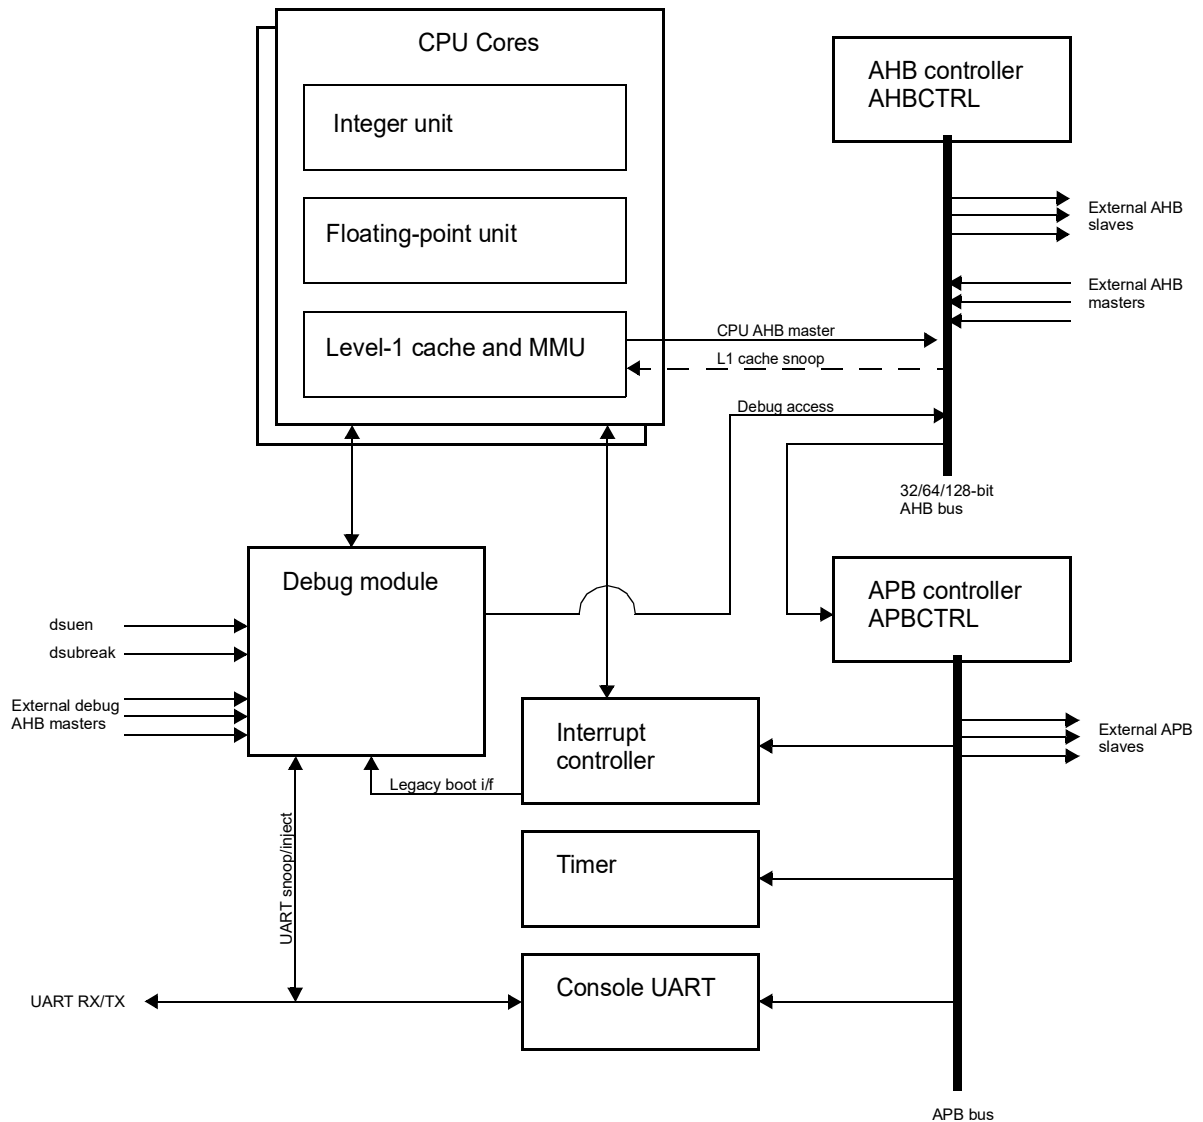 CPU Cores
Integer unit
Floating-point unit
Level-1 cache and MMU
AHB controller
AHBCTRL
External AHB
slaves
External AHB
masters
CPU AHB master
L1 cache snoop
Debug access
32/64/128-bit
AHB bus
Debug module
dsuen
dsubreak
External debug
AHB masters
APB controller
APBCTRL
External APB
slaves
Interrupt
controller
Legacy boot i/f
Timer
UART snoop/inject
Console UART
UART RX/TX
APB bus